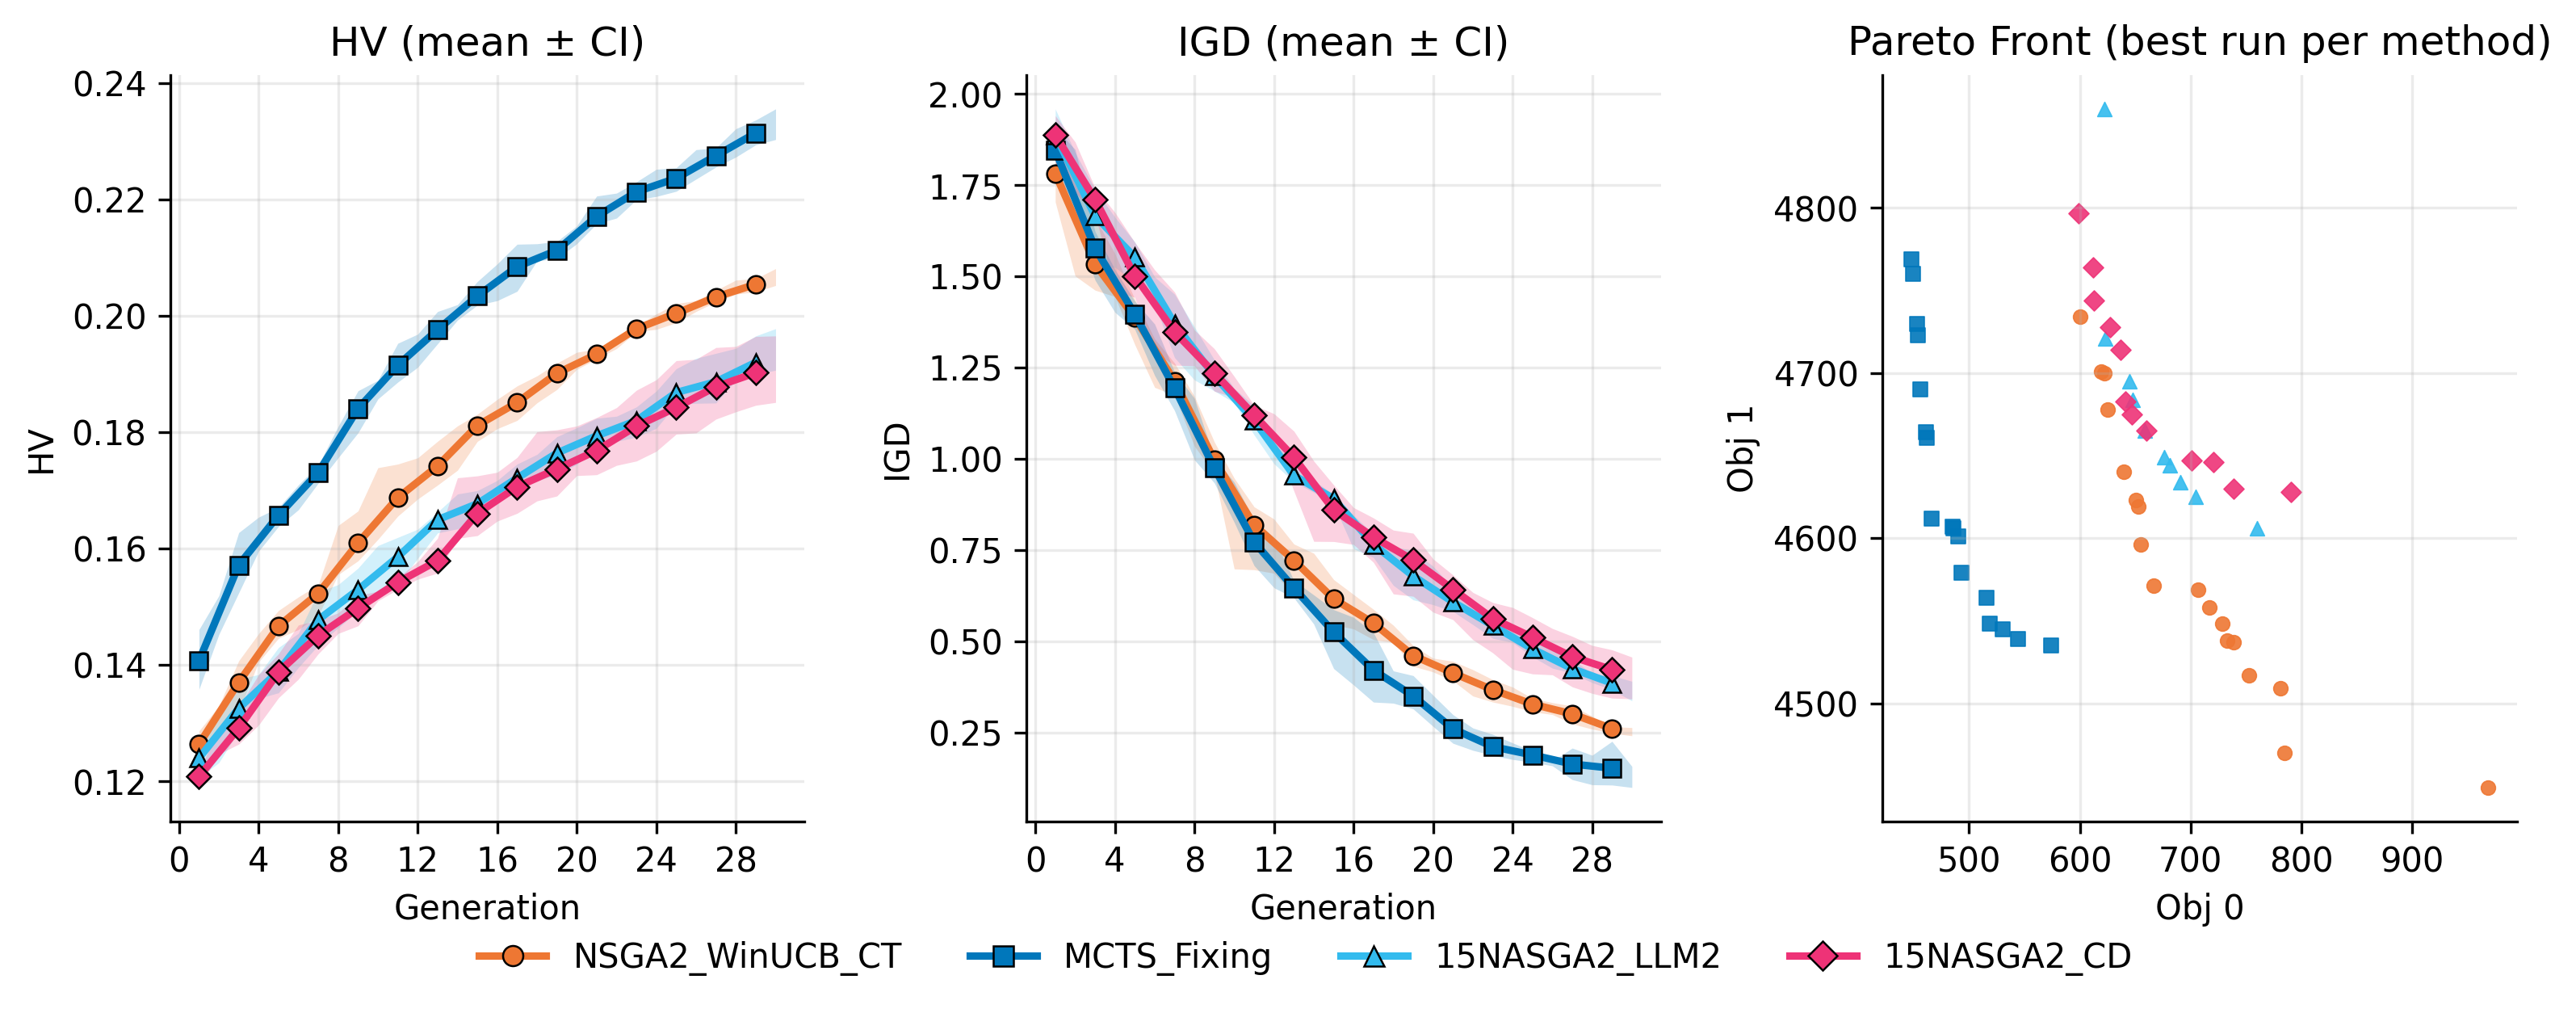 HV (mean ± CI)
0.24
0.22
0.20
0.18
0.16
0.14
0.12
HV
0 4 8 12 16 20 24 28
Generation
IGD (mean ± CI)
2.00
1.75
1.50
1.25
1.00
0.75
0.50
0.25
IGD
0 4 8 12 16 20 24 28
Generation
Pareto Front (best run per method)
4800
4700
4600
4500
Obj 1
500 600 700 800 900
Obj 0
NSGA2_WinUCB_CT MCTS_Fixing 15NASGA2_LLM2 15NASGA2_CD